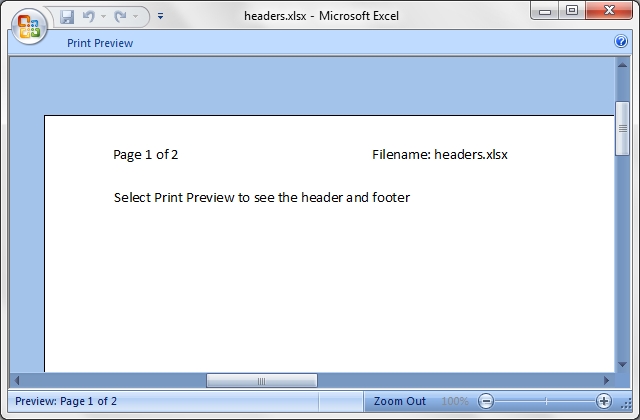 headers.xlsx - Microsoft Excel
Print Preview
Page 1 of 2 Filename: headers.xlsx
Select Print Preview to see the header and footer
Preview: Page 1 of 2 Zoom Out 100%